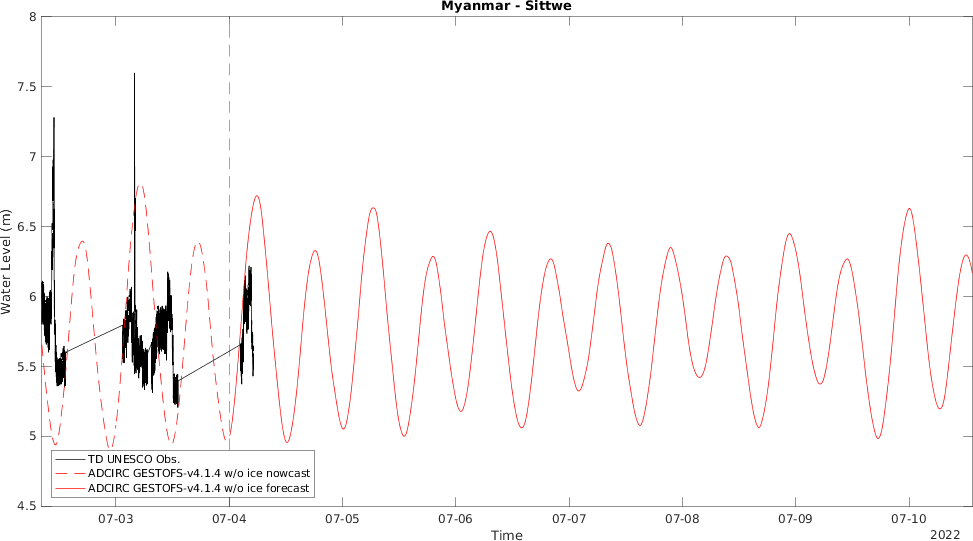 Myanmar - Sittwe
8
7.5
7
6.5
6
5.5
5
4.5
Water Level (m)
TD UNESCO Obs.
ADCIRC GESTOFS-v4.1.4 w/o ice nowcast
ADCIRC GESTOFS-v4.1.4 w/o ice forecast
07-03 07-04 07-05 07-06 07-07 07-08 07-09 07-10
Time
2022